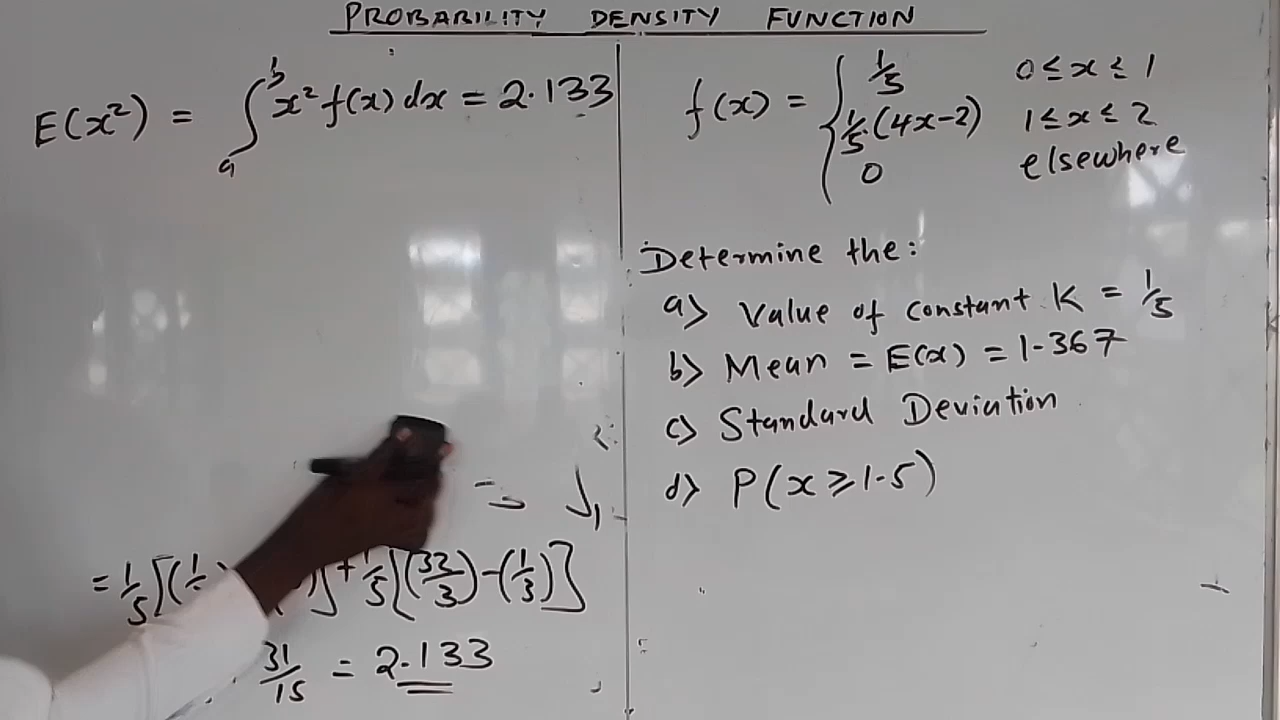 PROBABILITY DENSITY FUNCTION
E(x²) = ∫ₐᵇ x² f(x) dx = 2.133
= 1/5 + 1/5 [(32/3) - (1/3)]
31/15 = 2.133
f(x) = { 1/5 0 ≤ x ≤ 1
1/5.(4x-2) 1 ≤ x ≤ 2
0 elsewhere
Determine the:
a) Value of constant K = 1/5
b) Mean = E(x) = 1.367
c) Standard Deviation
d) P(x ≥ 1.5)